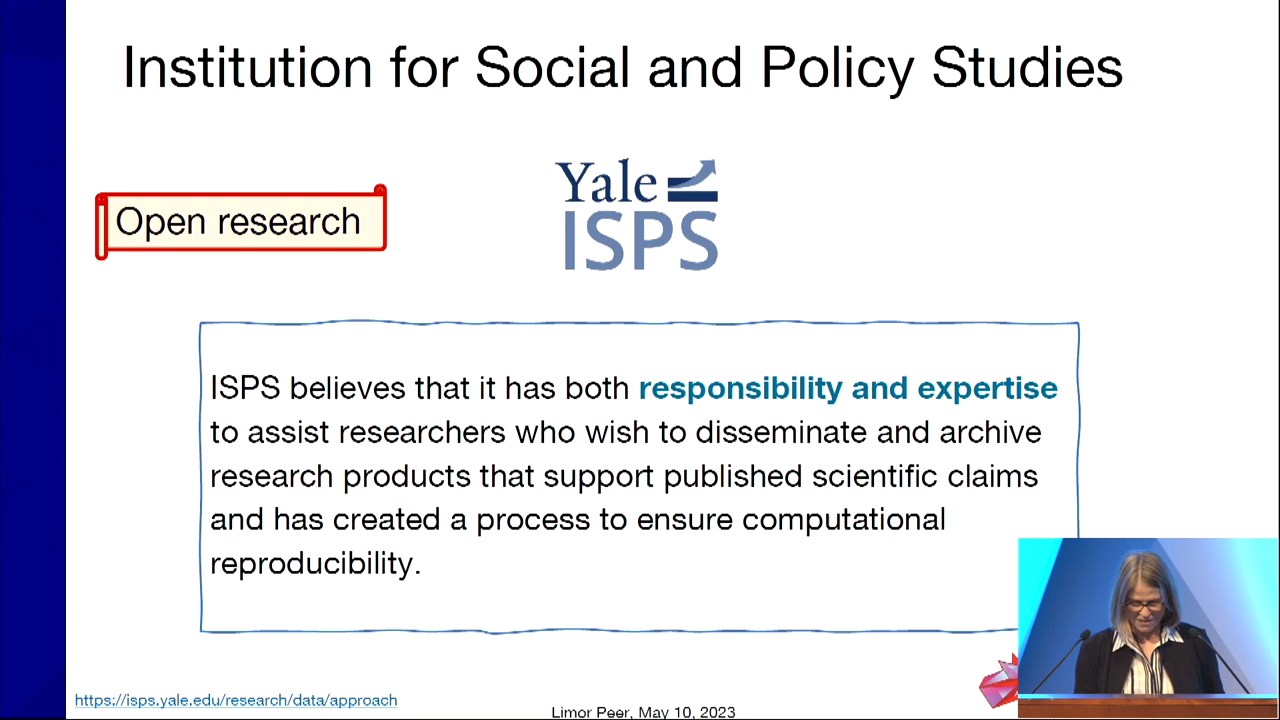 Institution for Social and Policy Studies
Open research
Yale
ISPS
ISPS believes that it has both responsibility and expertise
to assist researchers who wish to disseminate and archive
research products that support published scientific claims
and has created a process to ensure computational
reproducibility.
https://isps.yale.edu/research/data/approach
Limor Peer, May 10, 2023